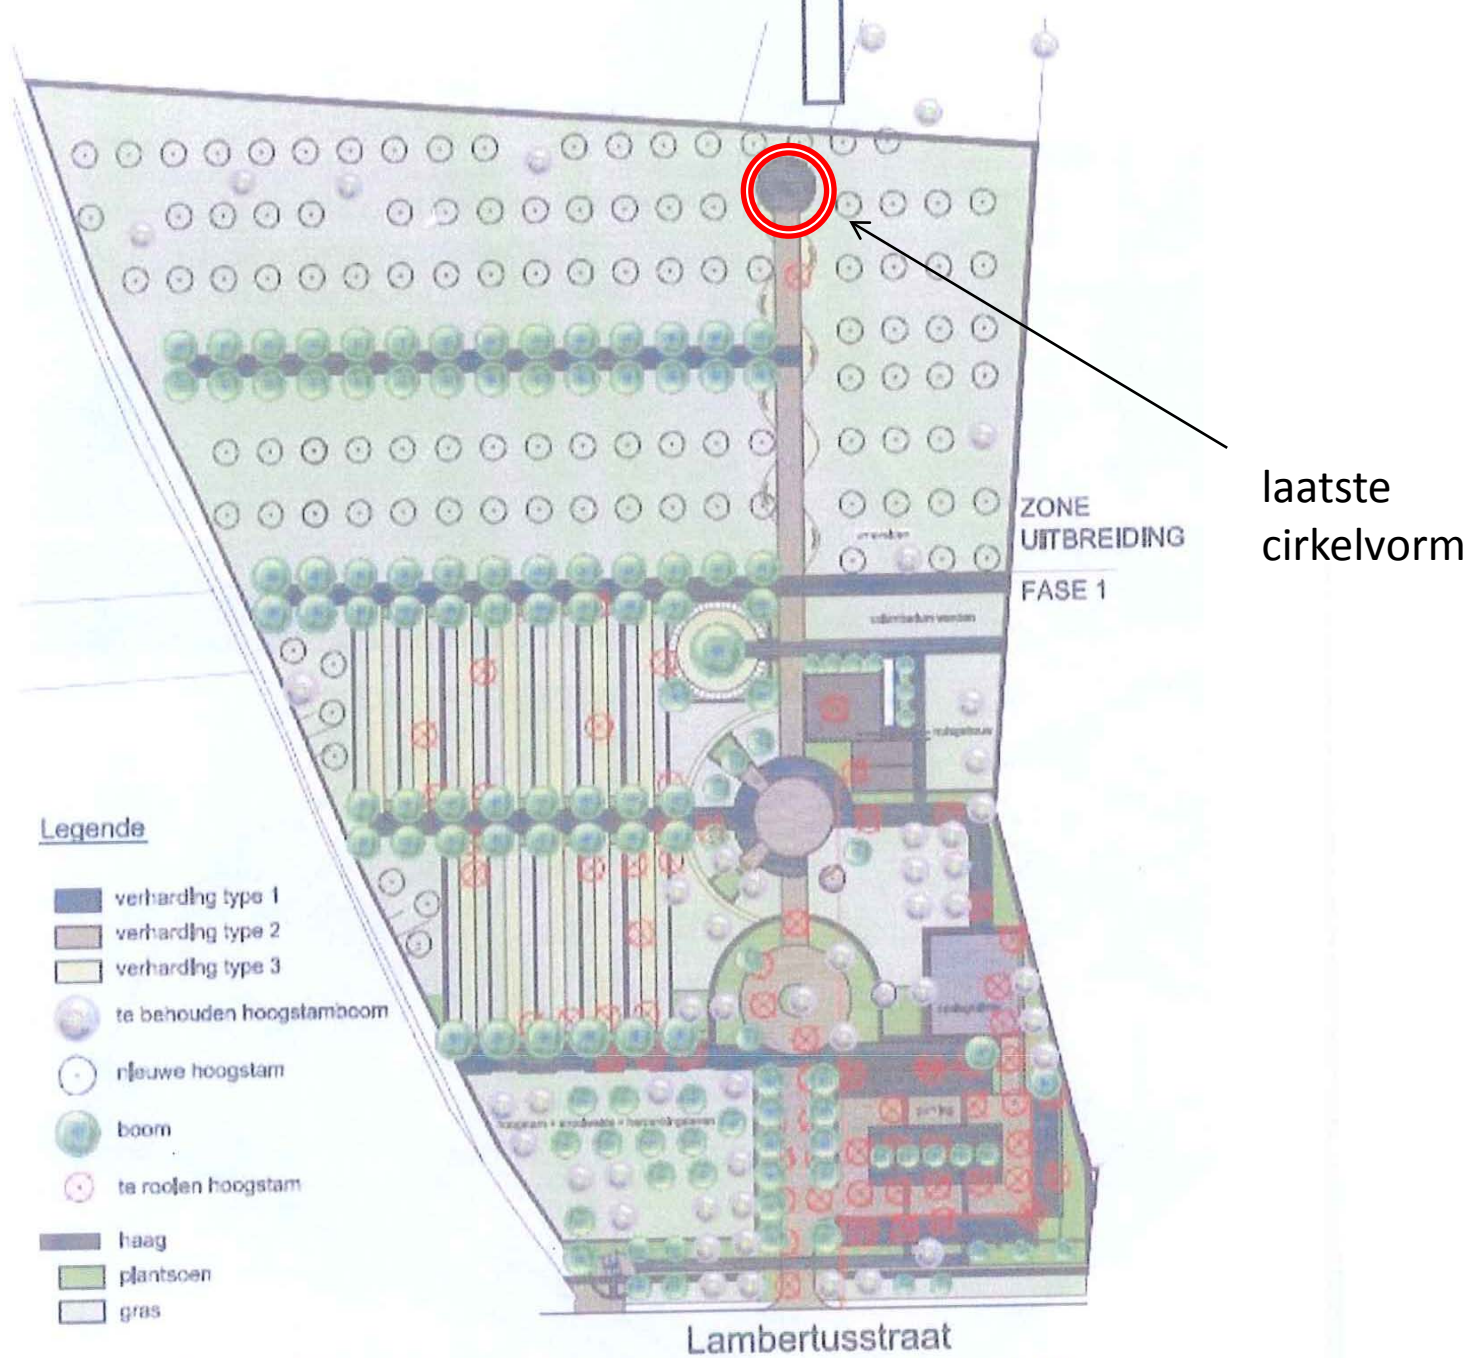 laatste
cirkelvorm
ZONE
UITBREIDING
FASE 1
Legende
verharding type 1
verharding type 2
verharding type 3
te behouden hoogstamboom
nieuwe hoogstam
boom
te rooien hoogstam
haag
plantsoen
gras
Lambertusstraat